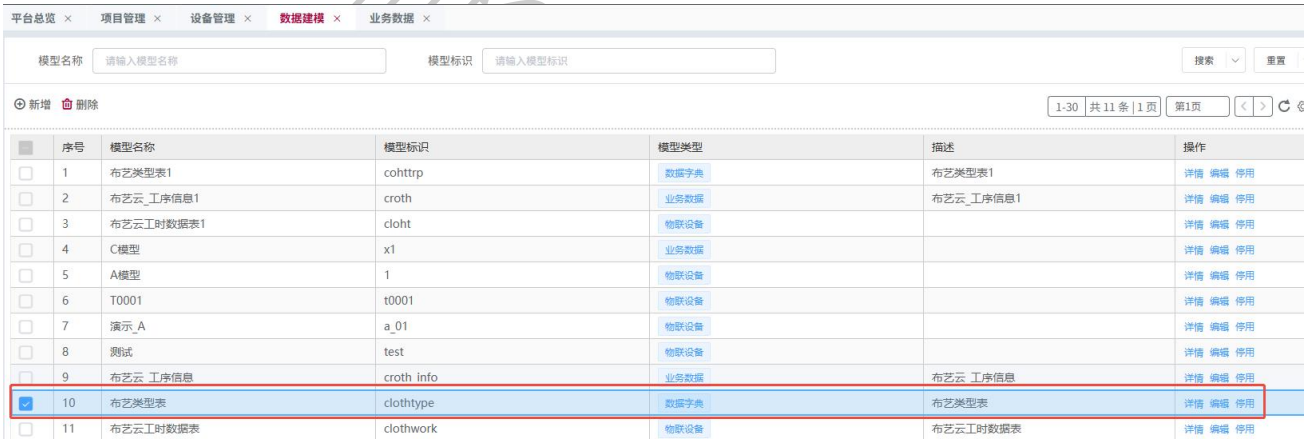 平台总览 × 项目管理 × 设备管理 × 数据建模 × 业务数据 ×
模型名称 请输入模型名称 模型标识 请输入模型标识 搜索 重置
新增 删除 1-30 共11条 1页 第1页 < >
序号 模型名称 模型标识 模型类型 描述 操作
1 布艺类型表1 cohttrp 数据字典 布艺类型表1 详情 编辑 停用
2 布艺云_工序信息1 croth 业务数据 布艺云_工序信息1 详情 编辑 停用
3 布艺云工时数据表1 cloht 物联设备 详情 编辑 停用
4 C模型 x1 业务数据 详情 编辑 停用
5 A模型 1 物联设备 详情 编辑 停用
6 T0001 t0001 物联设备 详情 编辑 停用
7 演示_A a_01 物联设备 详情 编辑 停用
8 测试 test 物联设备 详情 编辑 停用
9 布艺云_工序信息 croth_info 业务数据 布艺云_工序信息 详情 编辑 停用
10 布艺类型表 clothtype 数据字典 布艺类型表 详情 编辑 停用
11 布艺云工时数据表 clothwork 物联设备 布艺云工时数据表 详情 编辑 停用